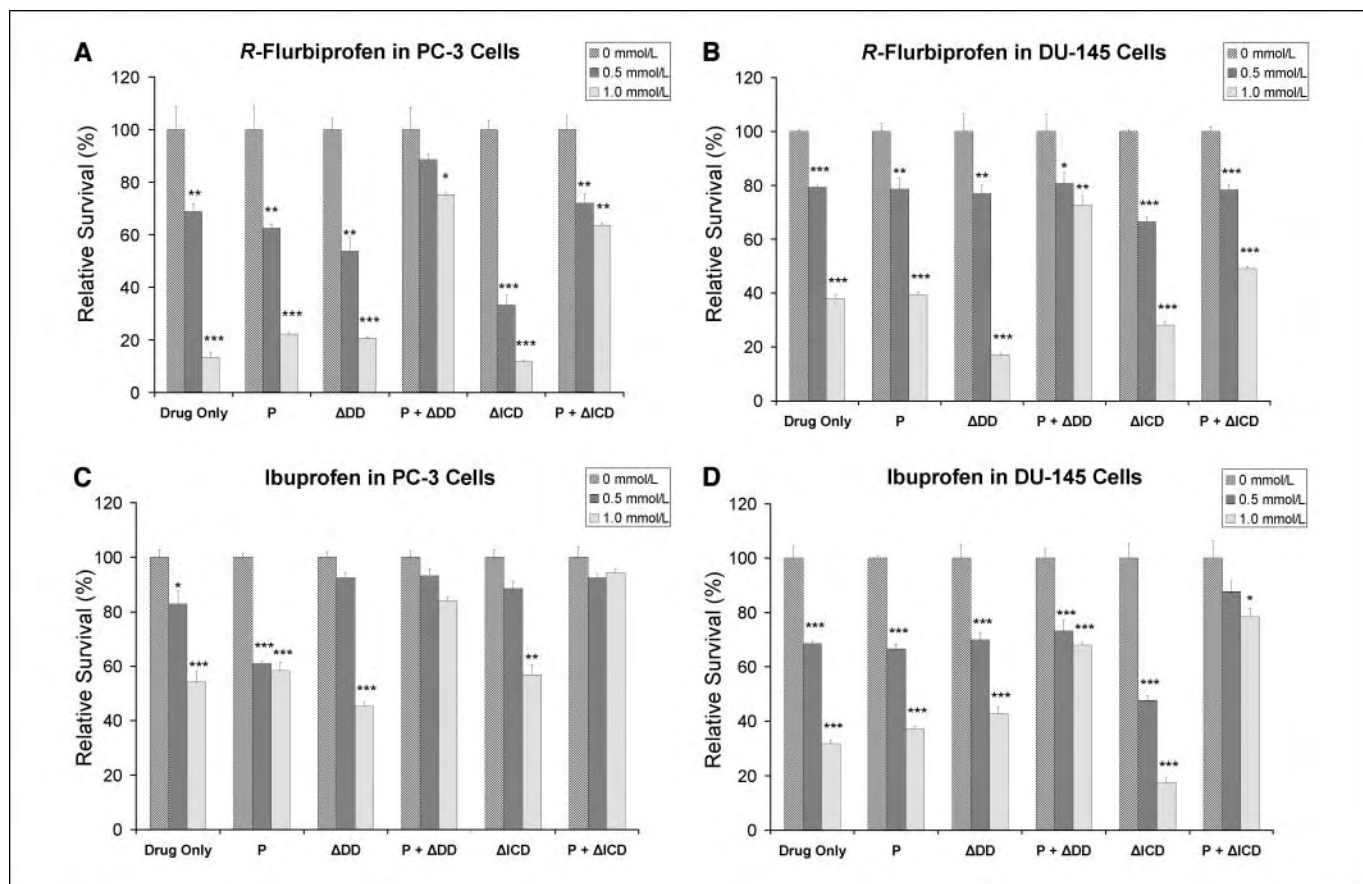 A
R-Flurbiprofen in PC-3 Cells
0 mmol/L
0.5 mmol/L
1.0 mmol/L
Relative Survival (%)
120
100
80
60
40
20
0
**
***
**
***
**
***
*
***
***
**
**
Drug Only P ΔDD P + ΔDD ΔICD P + ΔICD
B
R-Flurbiprofen in DU-145 Cells
0 mmol/L
0.5 mmol/L
1.0 mmol/L
Relative Survival (%)
120
100
80
60
40
20
0
***
***
**
***
**
***
*
**
***
***
***
***
Drug Only P ΔDD P + ΔDD ΔICD P + ΔICD
C
Ibuprofen in PC-3 Cells
0 mmol/L
0.5 mmol/L
1.0 mmol/L
Relative Survival (%)
120
100
80
60
40
20
0
*
***
***
***
***
**
Drug Only P ΔDD P + ΔDD ΔICD P + ΔICD
D
Ibuprofen in DU-145 Cells
0 mmol/L
0.5 mmol/L
1.0 mmol/L
Relative Survival (%)
120
100
80
60
40
20
0
***
***
***
***
***
***
***
***
***
***
*
Drug Only P ΔDD P + ΔDD ΔICD P + ΔICD